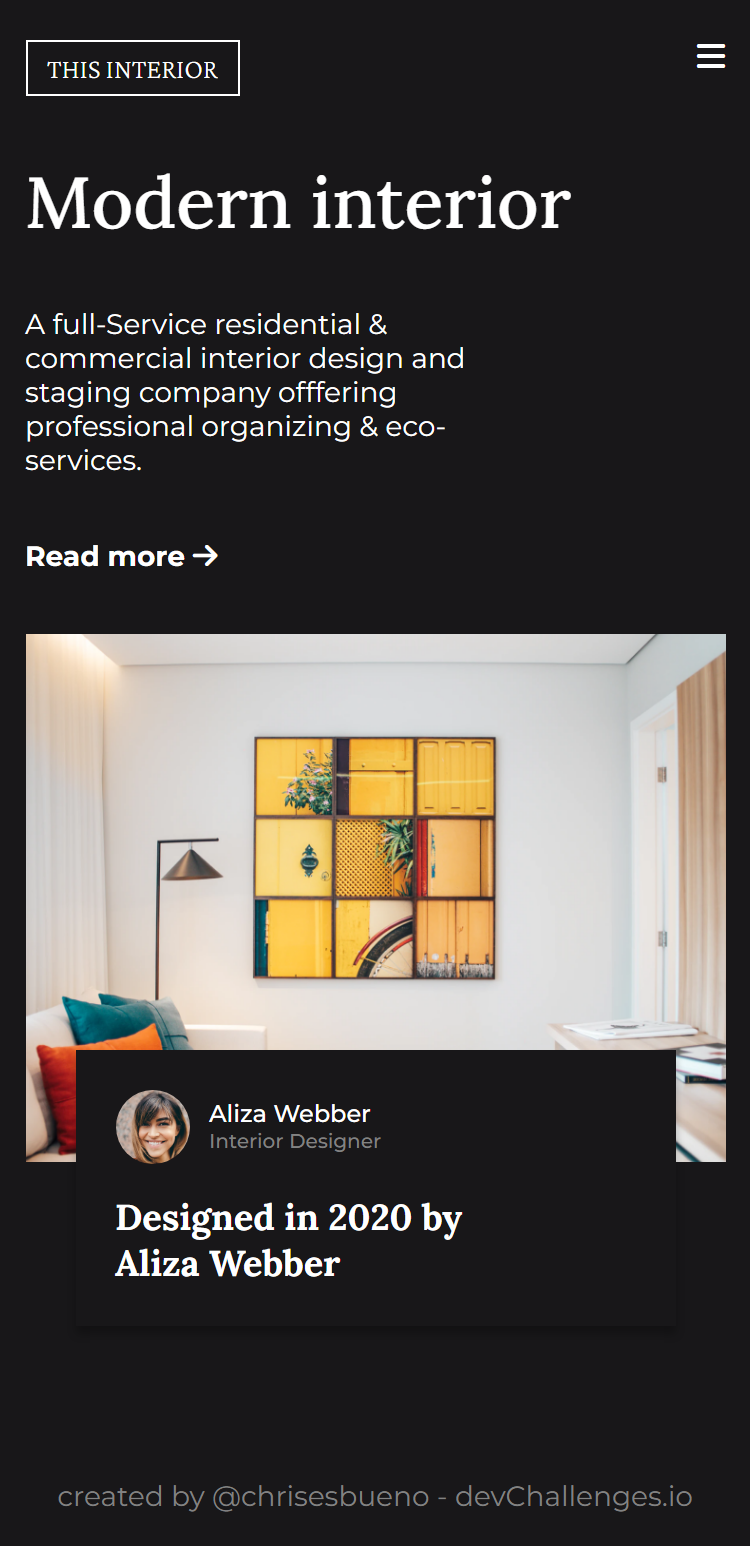 THIS INTERIOR
Modern interior
A full-Service residential &
commercial interior design and
staging company offfering
professional organizing & eco-
services.
Read more
Aliza Webber
Interior Designer
Designed in 2020 by
Aliza Webber
created by @chrisesbueno - devChallenges.io